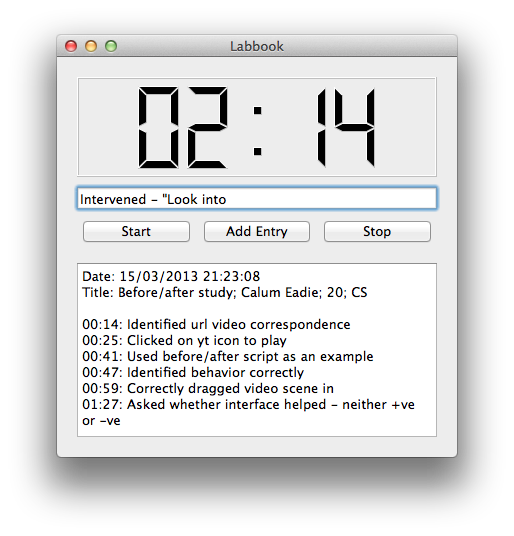 Labbook
02:14
Intervened - "Look into
Start Add Entry Stop
Date: 15/03/2013 21:23:08
Title: Before/after study; Calum Eadie; 20; CS
00:14: Identified url video correspondence
00:25: Clicked on yt icon to play
00:41: Used before/after script as an example
00:47: Identified behavior correctly
00:59: Correctly dragged video scene in
01:27: Asked whether interface helped - neither +ve
or -ve